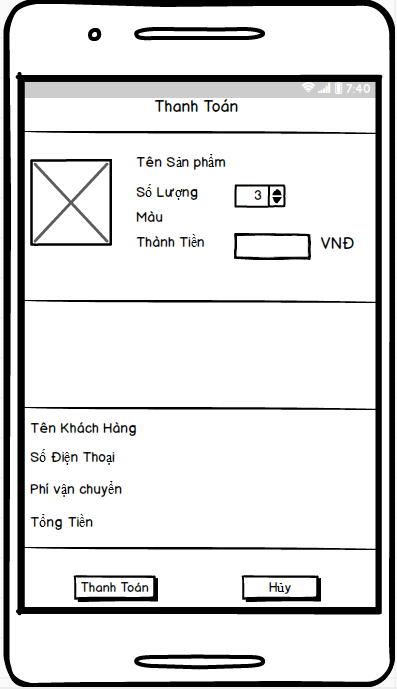 7:40
Thanh Toán
Tên Sản phẩm
Số Lượng 3
Màu
Thành Tiền VNĐ
Tên Khách Hàng
Số Điện Thoại
Phí vận chuyển
Tổng Tiền
Thanh Toán Hủy